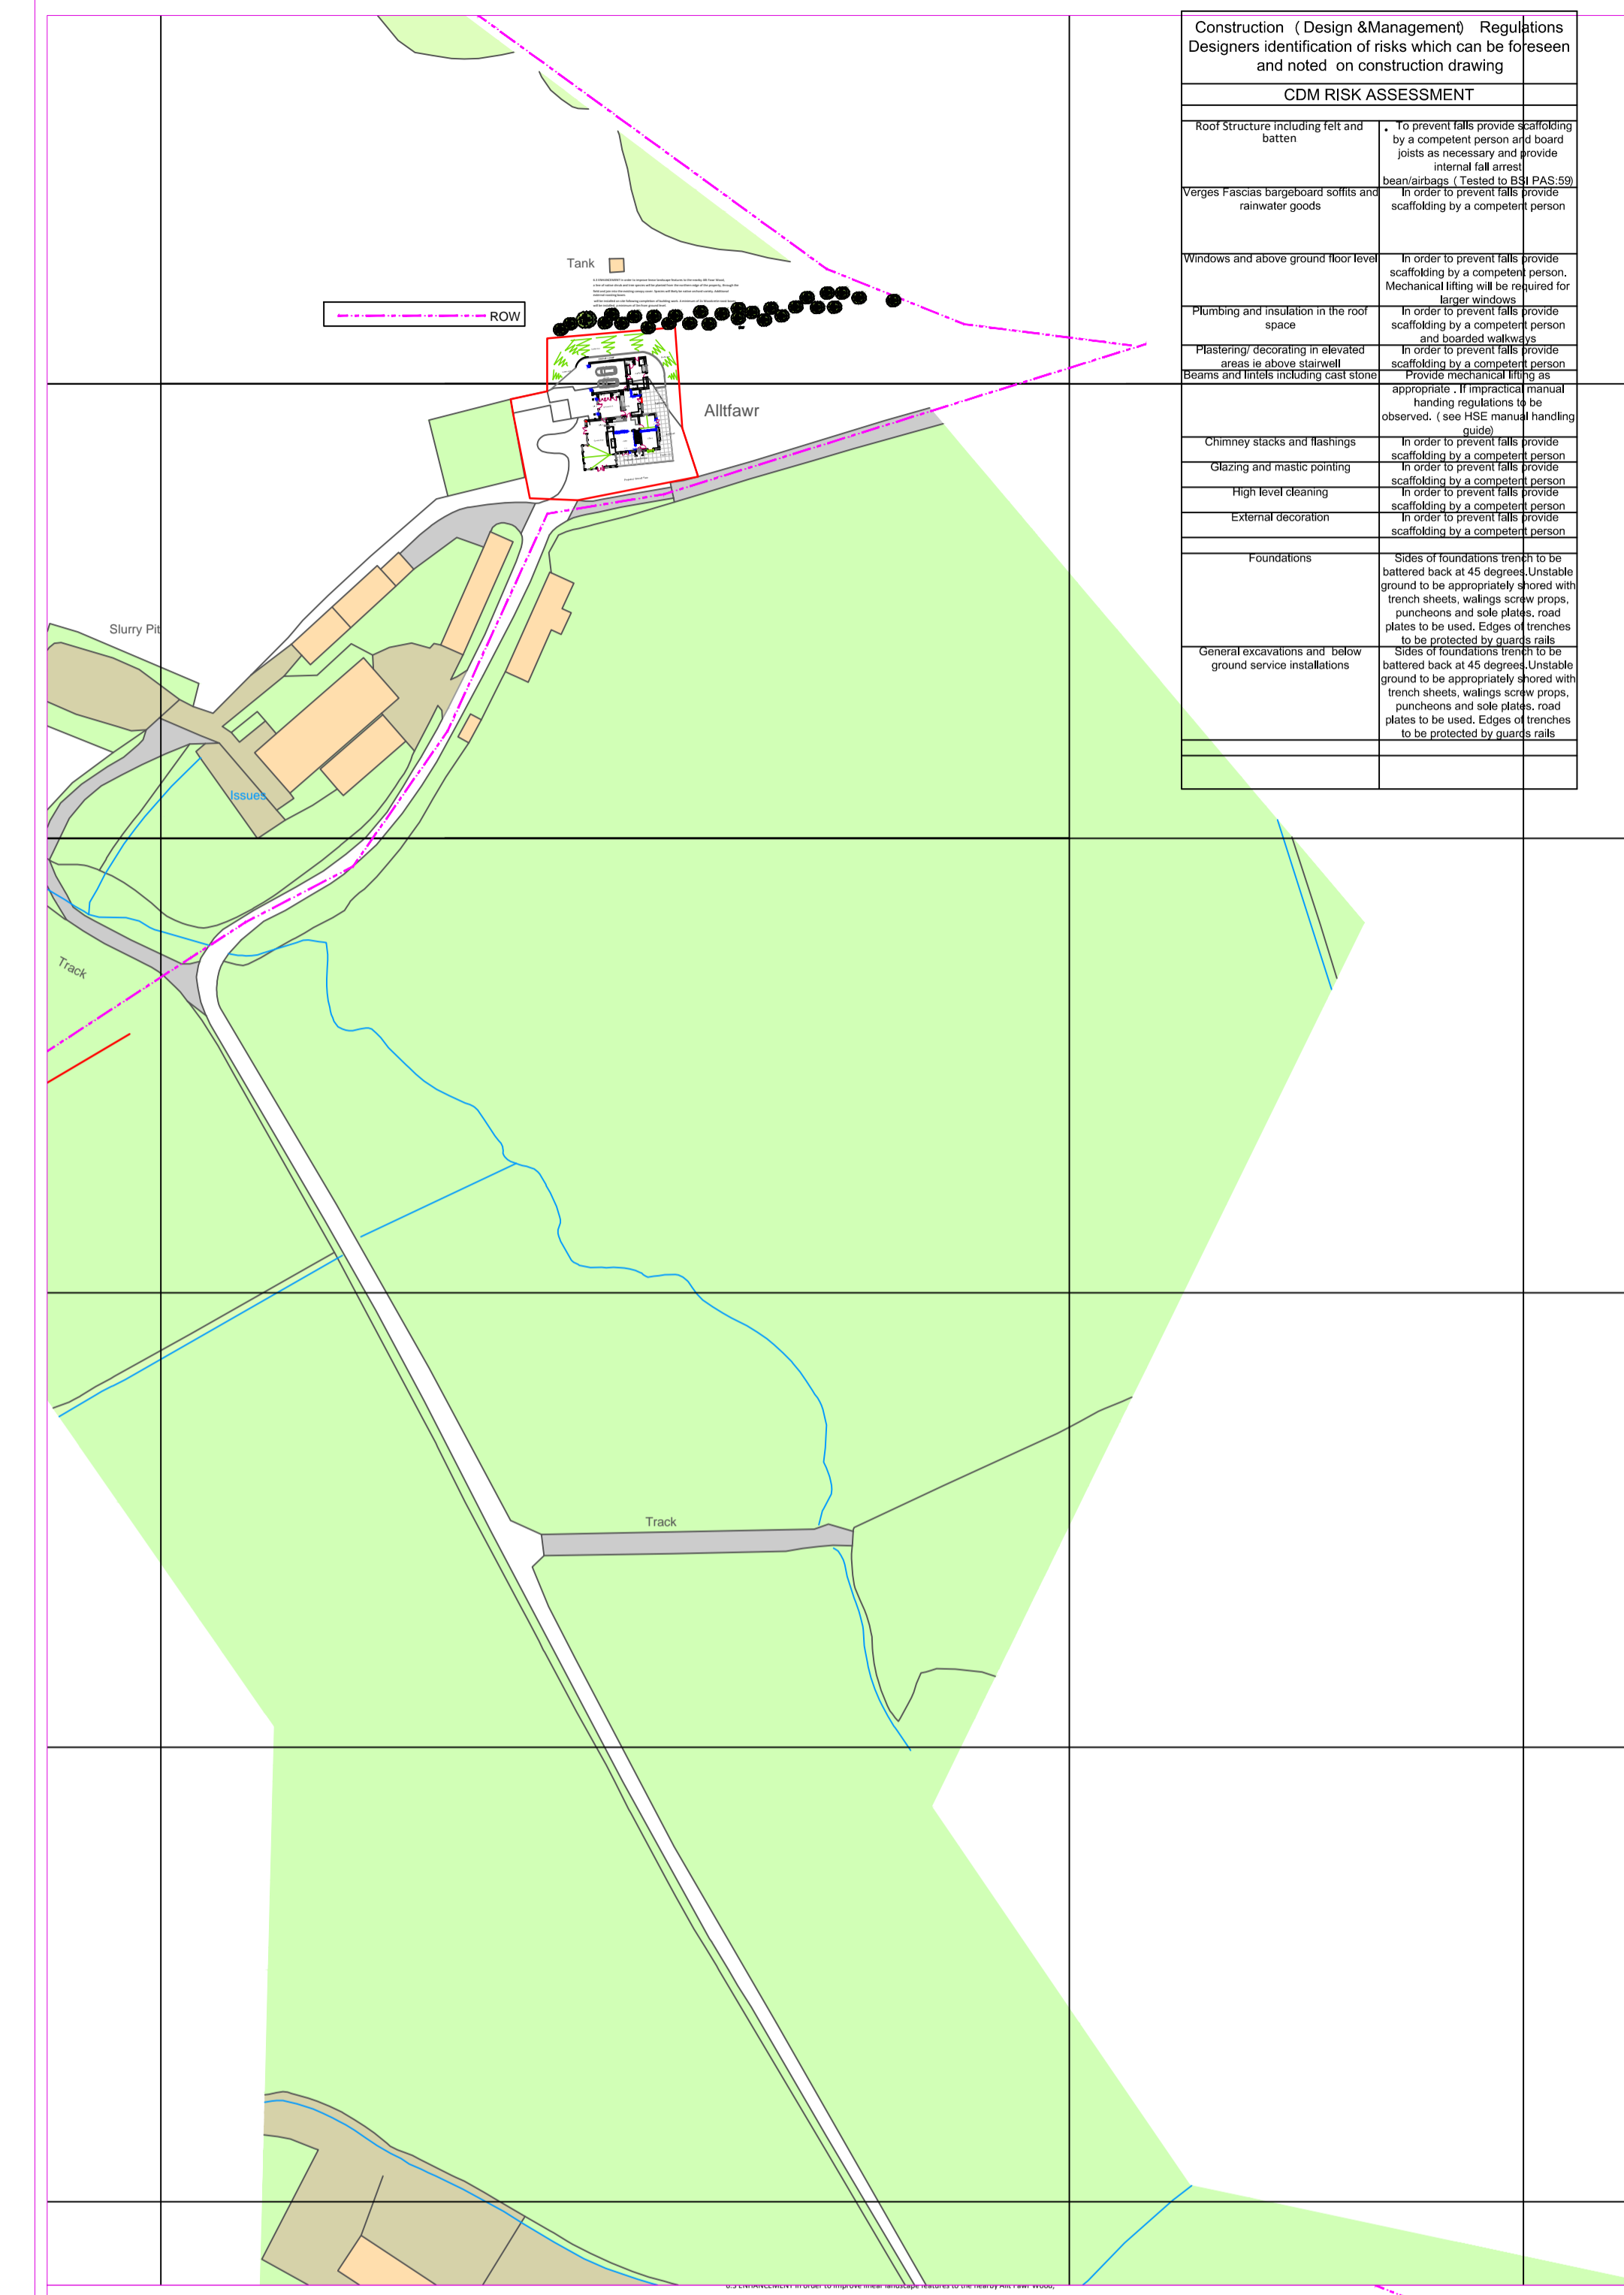 Construction ( Design &Management) Regulations
Designers identification of risks which can be foreseen
and noted on construction drawing
CDM RISK ASSESSMENT
Roof Structure including felt and
batten
• To prevent falls provide scaffolding
by a competent person and board
joists as necessary and provide
internal fall arrest
bean/airbags ( Tested to BSI PAS:59)
Verges Fascias bargeboard soffits and
rainwater goods
In order to prevent falls provide
scaffolding by a competent person
Windows and above ground floor level
In order to prevent falls provide
scaffolding by a competent person.
Mechanical lifting will be required for
larger windows
Plumbing and insulation in the roof
space
In order to prevent falls provide
scaffolding by a competent person
and boarded walkways
Plastering/ decorating in elevated
areas ie above stairwell
In order to prevent falls provide
scaffolding by a competent person
Beams and lintels including cast stone
Provide mechanical lifting as
appropriate . If impractical manual
handing regulations to be
observed. ( see HSE manual handling
guide)
Chimney stacks and flashings
In order to prevent falls provide
scaffolding by a competent person
Glazing and mastic pointing
In order to prevent falls provide
scaffolding by a competent person
High level cleaning
In order to prevent falls provide
scaffolding by a competent person
External decoration
In order to prevent falls provide
scaffolding by a competent person
Foundations
Sides of foundations trench to be
battered back at 45 degrees.Unstable
ground to be appropriately shored with
trench sheets, walings screw props,
puncheons and sole plates. road
plates to be used. Edges of trenches
to be protected by guards rails
General excavations and below
ground service installations
Sides of foundations trench to be
battered back at 45 degrees.Unstable
ground to be appropriately shored with
trench sheets, walings screw props,
puncheons and sole plates. road
plates to be used. Edges of trenches
to be protected by guards rails
Tank
ROW
Alltfawr
Slurry Pit
Issues
Track
Track